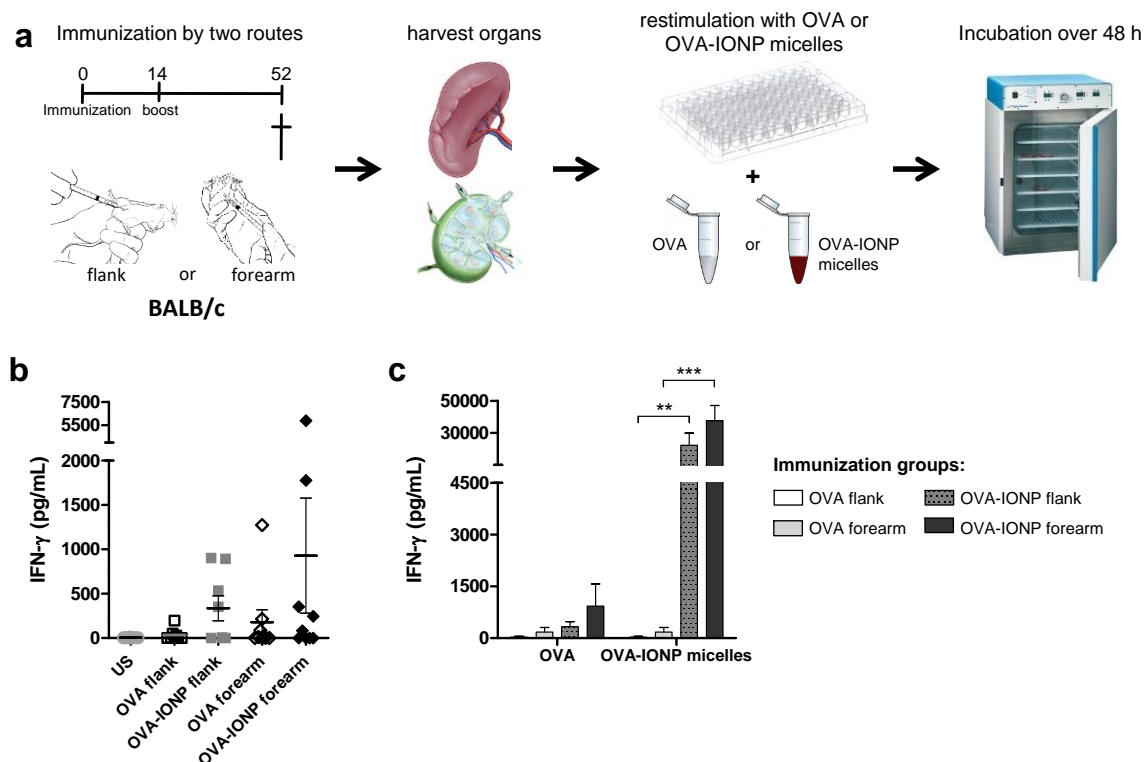 a
Immunization by two routes
0 14 52
Immunization boost
flank or forearm
BALB/c
harvest organs
restimulation with OVA or
OVA-IONP micelles
+
OVA or OVA-IONP
micelles
Incubation over 48 h
b
IFN-γ (pg/mL)
7500
5500
2000
1500
1000
500
0
US
OVA flank
OVA-IONP flank
OVA forearm
OVA-IONP forearm
c
IFN-γ (pg/mL)
50000
30000
4500
3000
1500
0
** ***
OVA OVA-IONP micelles
Immunization groups:
OVA flank OVA-IONP flank
OVA forearm OVA-IONP forearm